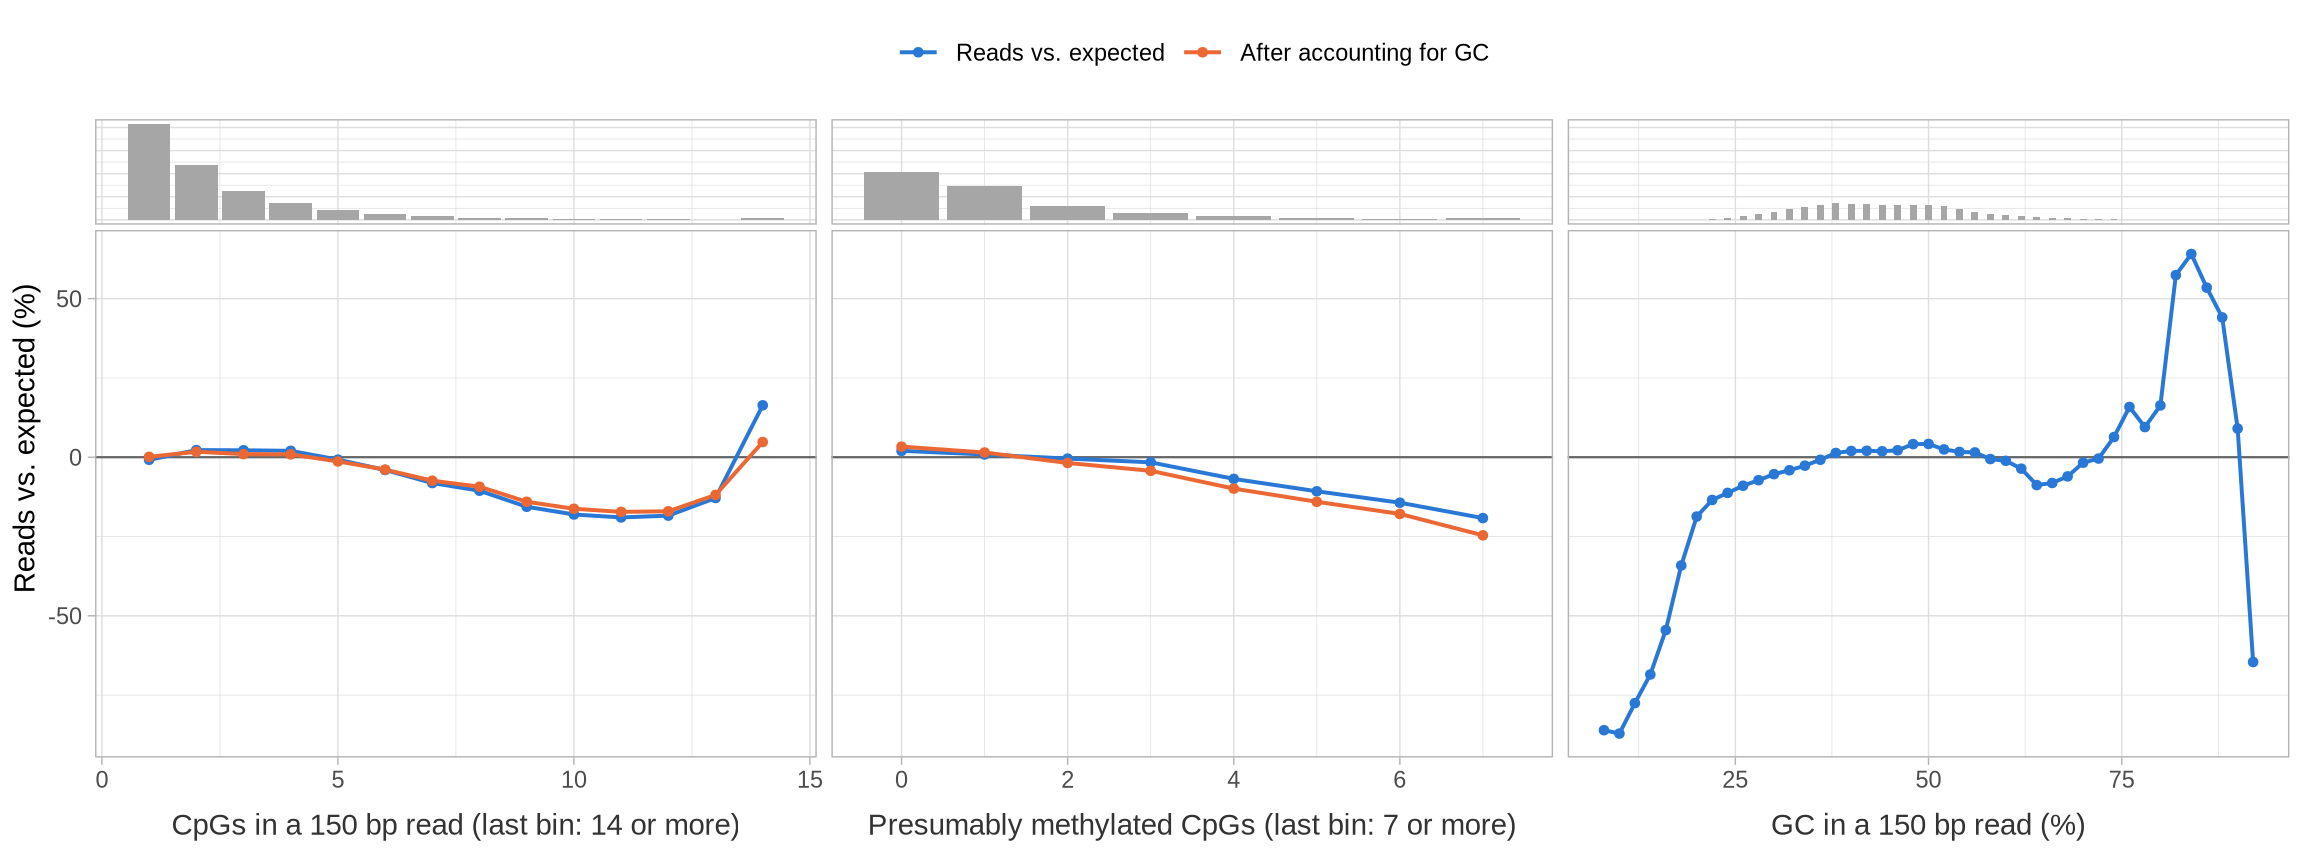 Reads vs. expected
After accounting for GC
Reads vs. expected (%)
50
0
-50
0 5 10 15
0 2 4 6
25 50 75
CpGs in a 150 bp read (last bin: 14 or more)
Presumably methylated CpGs (last bin: 7 or more)
GC in a 150 bp read (%)